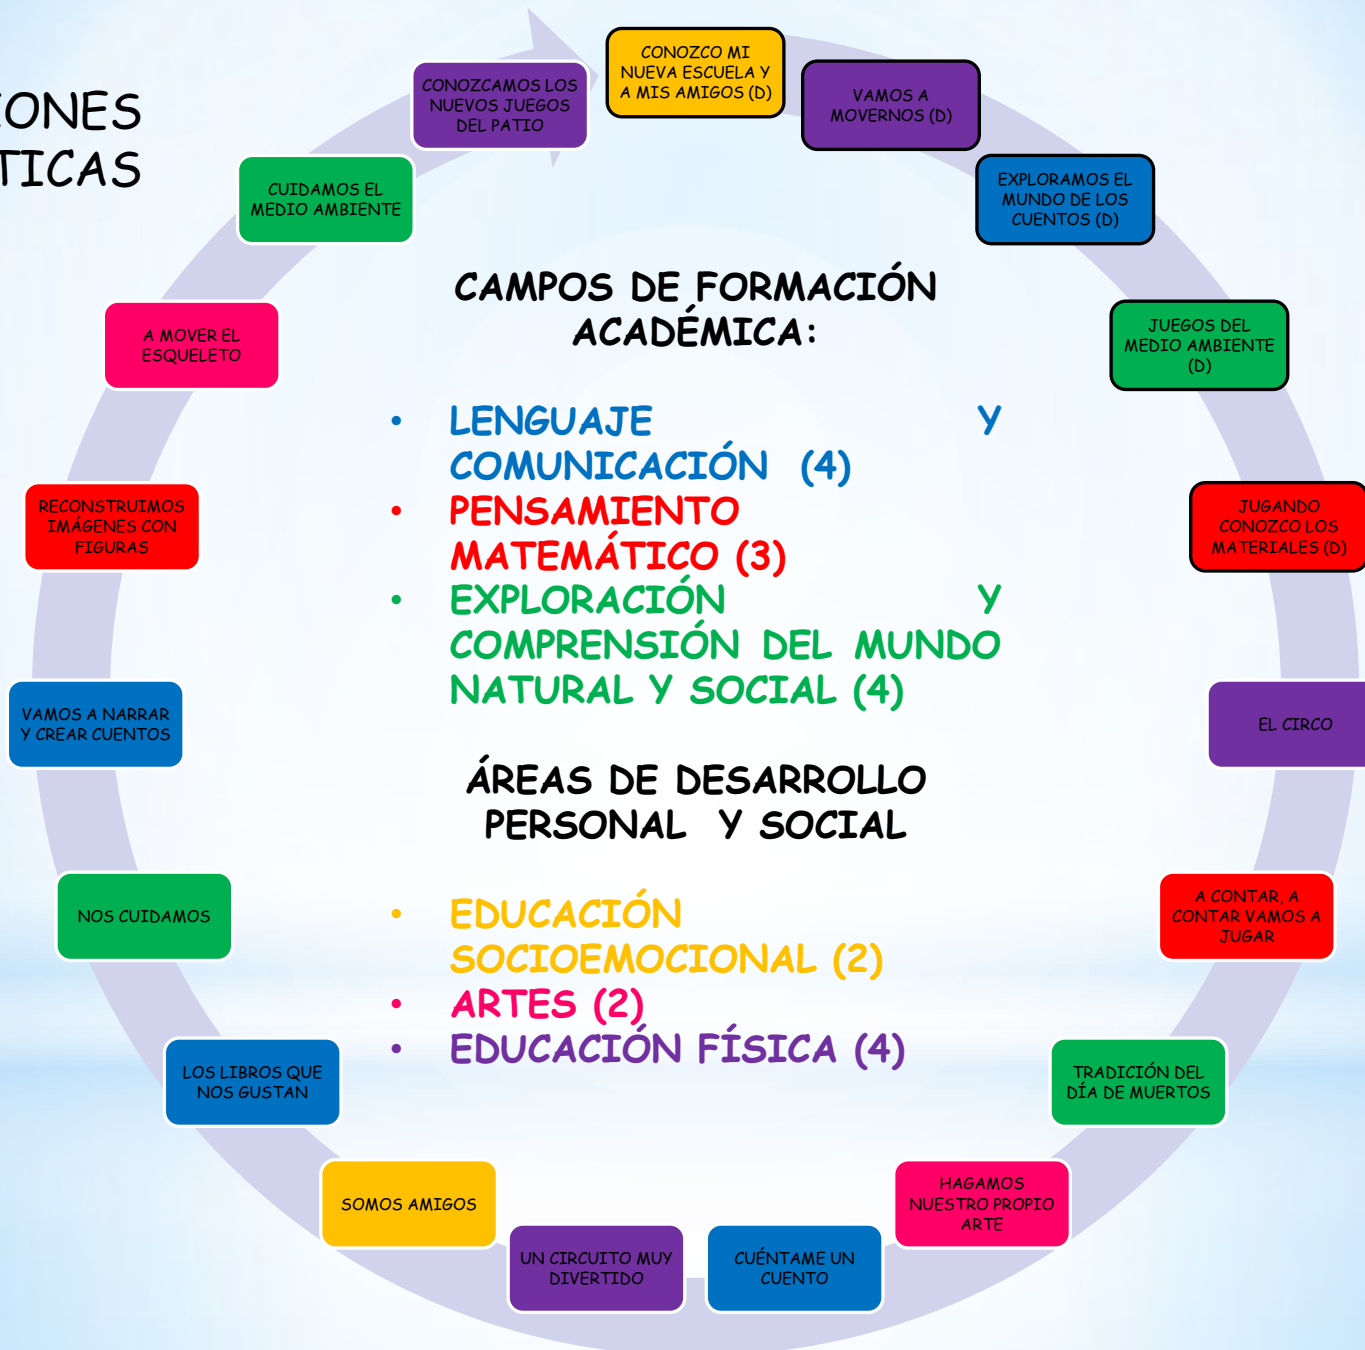 IONES
TICAS
CONOZCO MI
NUEVA ESCUELA Y
A MIS AMIGOS (D)
VAMOS A
MOVERNOS (D)
EXPLORAMOS EL
MUNDO DE LOS
CUENTOS (D)
JUEGOS DEL
MEDIO AMBIENTE
(D)
JUGANDO
CONOZCO LOS
MATERIALES (D)
EL CIRCO
A CONTAR, A
CONTAR VAMOS A
JUGAR
TRADICIÓN DEL
DÍA DE MUERTOS
HAGAMOS
NUESTRO PROPIO
ARTE
CUÉNTAME UN
CUENTO
UN CIRCUITO MUY
DIVERTIDO
SOMOS AMIGOS
LOS LIBROS QUE
NOS GUSTAN
NOS CUIDAMOS
VAMOS A NARRAR
Y CREAR CUENTOS
RECONSTRUIMOS
IMÁGENES CON
FIGURAS
A MOVER EL
ESQUELETO
CUIDAMOS EL
MEDIO AMBIENTE
CONOZCAMOS LOS
NUEVOS JUEGOS
DEL PATIO
CAMPOS DE FORMACIÓN
ACADÉMICA:
• LENGUAJE Y
COMUNICACIÓN (4)
• PENSAMIENTO
MATEMÁTICO (3)
• EXPLORACIÓN Y
COMPRENSIÓN DEL MUNDO
NATURAL Y SOCIAL (4)
ÁREAS DE DESARROLLO
PERSONAL Y SOCIAL
• EDUCACIÓN
SOCIOEMOCIONAL (2)
• ARTES (2)
• EDUCACIÓN FÍSICA (4)